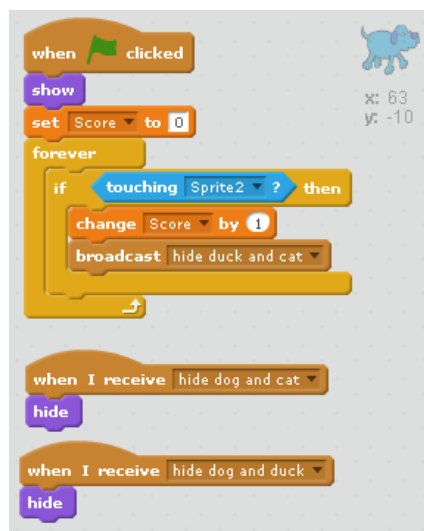 when clicked
show
x: 63
set Score to 0
y: -10
forever
if touching Sprite2 ? then
change Score by 1
broadcast hide duck and cat
when I receive hide dog and cat
hide
when I receive hide dog and duck
hide